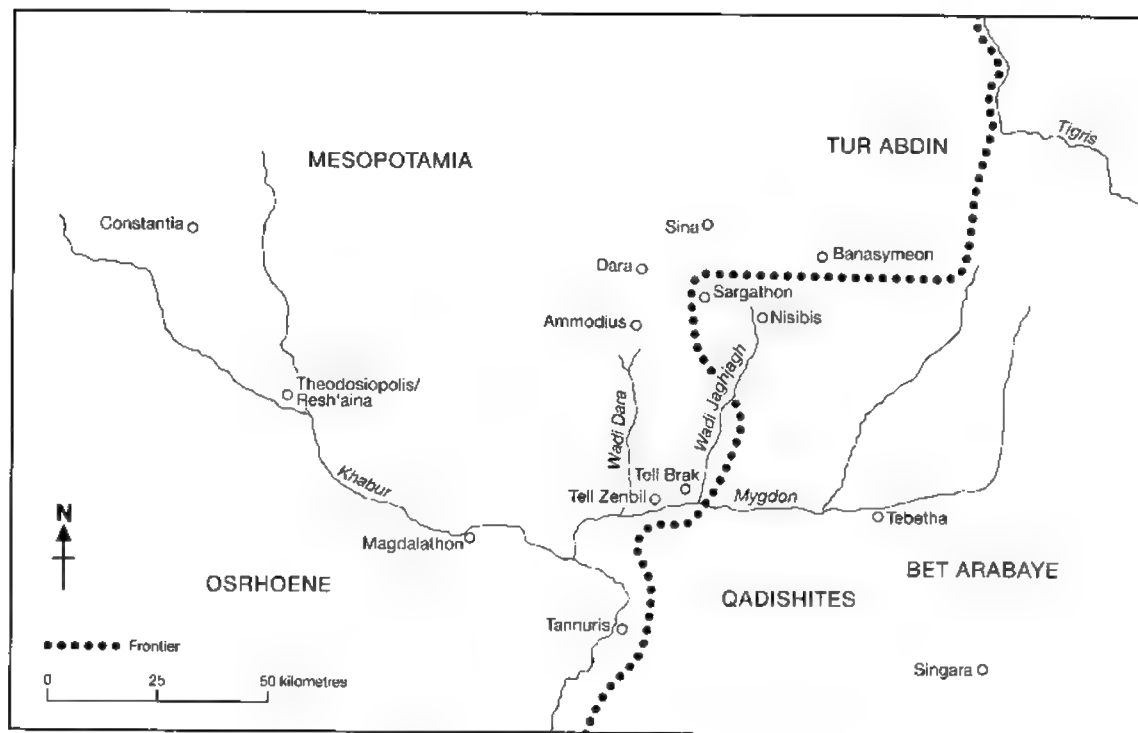 MESOPOTAMIA
TUR ABDIN
Tigris
Constantia
Sina
Banasymeon
Dara
Sargathon
Nisibis
Ammodius
Wadi Jaghjagh
Theodosiopolis/
Resh'aina
Wadi Dara
Khabur
Tell Brak
Tell Zenbil
Mygdon
Tebetha
N
Magdalathon
BET ARABAYE
OSRHOENE
QADISHITES
Tannuris
Frontier
Singara
0 25 50 kilometres